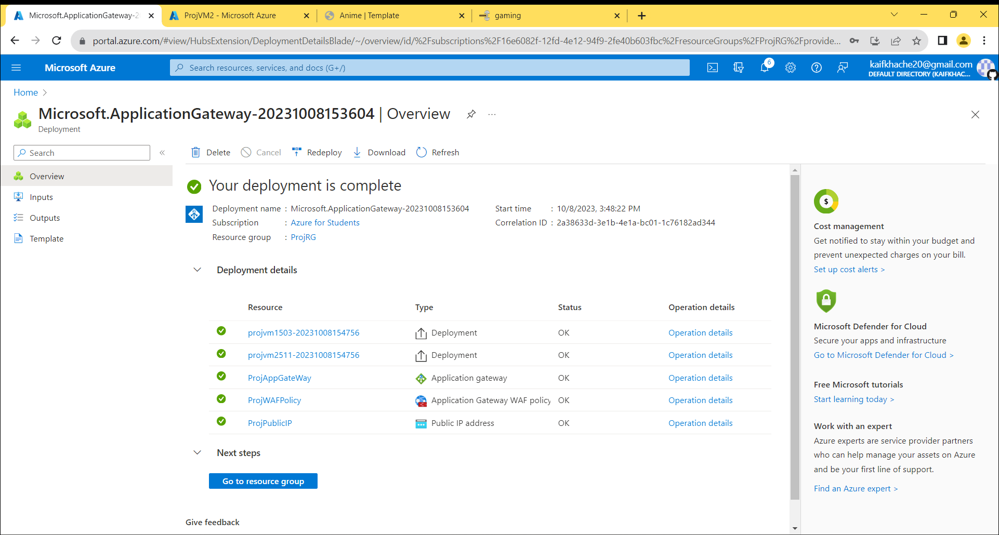 Microsoft.ApplicationGateway-2
ProjVM2 - Microsoft Azure
Anime | Template
gaming
portal.azure.com/#view/HubsExtension/DeploymentDetailsBlade/~/overview/id/%2Fsubscriptions%2F16e6082f-12fd-4e12-94f9-2fe40b603fbc%2FresourceGroups%2FProjRG%2Fprovide...
Microsoft Azure
Search resources, services, and docs (G+/)
6
kaifkhache20@gmail.com
DEFAULT DIRECTORY (KAIFKHAC...
Home >
Microsoft.ApplicationGateway-20231008153604 | Overview
Deployment
Search
«
Delete
Cancel
Redeploy
Download
Refresh
Overview
Inputs
Outputs
Template
Your deployment is complete
Deployment name : Microsoft.ApplicationGateway-20231008153604
Subscription : Azure for Students
Resource group : ProjRG
Start time : 10/8/2023, 3:48:22 PM
Correlation ID : 2a38633d-3e1b-4e1a-bc01-1c76182ad344
Deployment details
Resource Type Status Operation details
projvm1503-20231008154756 Deployment OK Operation details
projvm2511-20231008154756 Deployment OK Operation details
ProjAppGateWay Application gateway OK Operation details
ProjWAFPolicy Application Gateway WAF policy OK Operation details
ProjPublicIP Public IP address OK Operation details
Next steps
Go to resource group
Give feedback
$
Cost management
Get notified to stay within your budget and
prevent unexpected charges on your bill.
Set up cost alerts >
Microsoft Defender for Cloud
Secure your apps and infrastructure
Go to Microsoft Defender for Cloud >
Free Microsoft tutorials
Start learning today >
Work with an expert
Azure experts are service provider partners
who can help manage your assets on Azure
and be your first line of support.
Find an Azure expert >